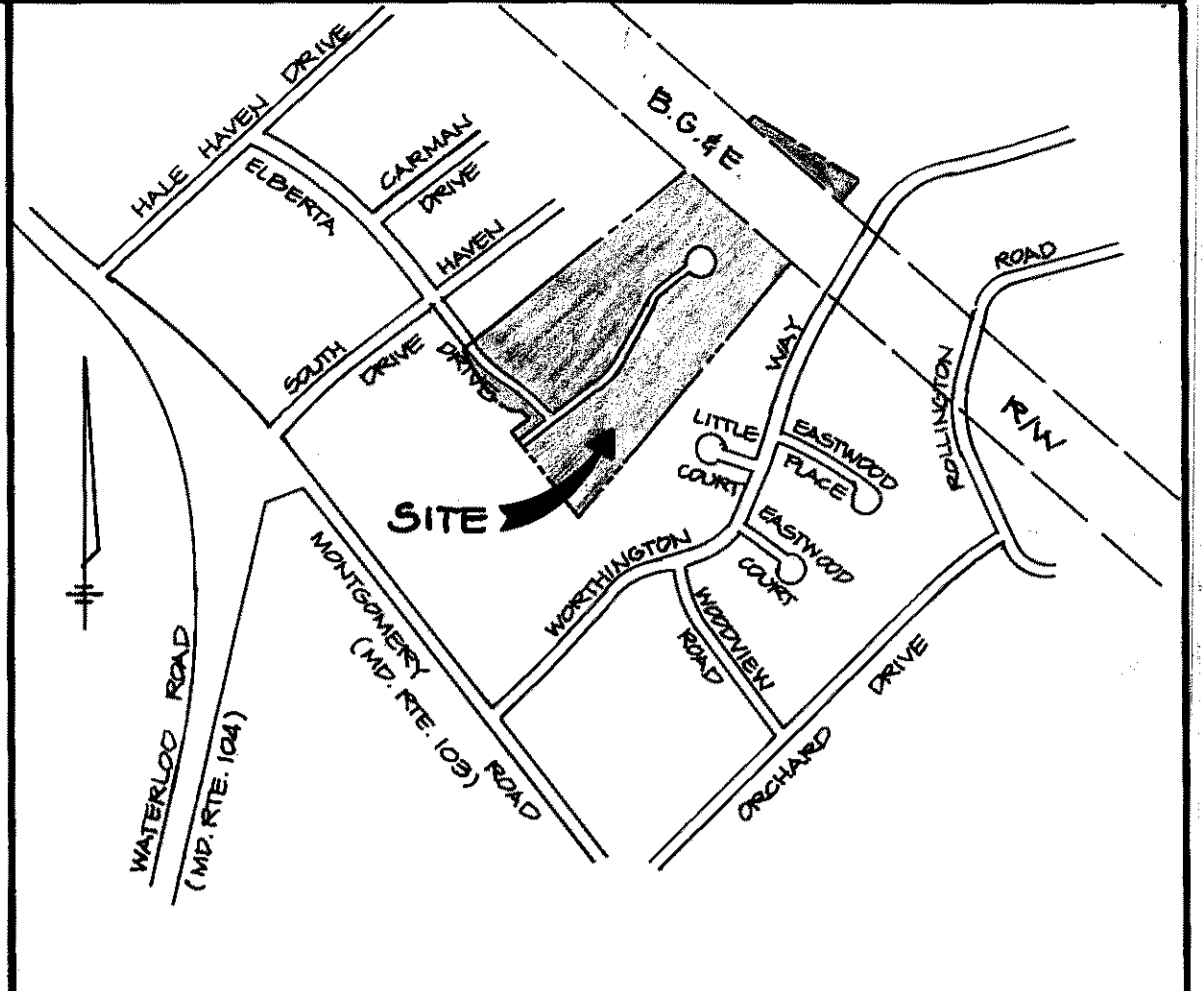 HALE HAVEN DRIVE
ELBERTA
CARMAN
DRIVE
B.G.&E.
HAVEN
SOUTH
DRIVE
DRIVE
ROAD
WAY
ROLLINGTON
R/W
LITTLE
COURT
EASTWOOD
PLACE
SITE
EASTWOOD
COURT
WORTHINGTON
WOODVIEW
ROAD
MONTGOMERY
(MD. RTE. 103)
ROAD
DRIVE
ORCHARD
WATERLOO ROAD
(MD. RTE. 104)